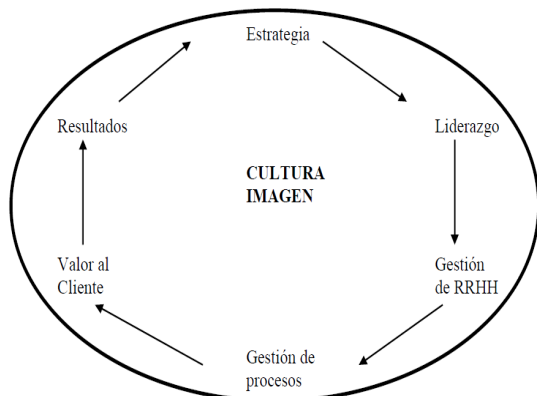 Estrategia
Resultados
Liderazgo
CULTURA
IMAGEN
Valor al
Cliente
Gestión
de RRHH
Gestión de
procesos